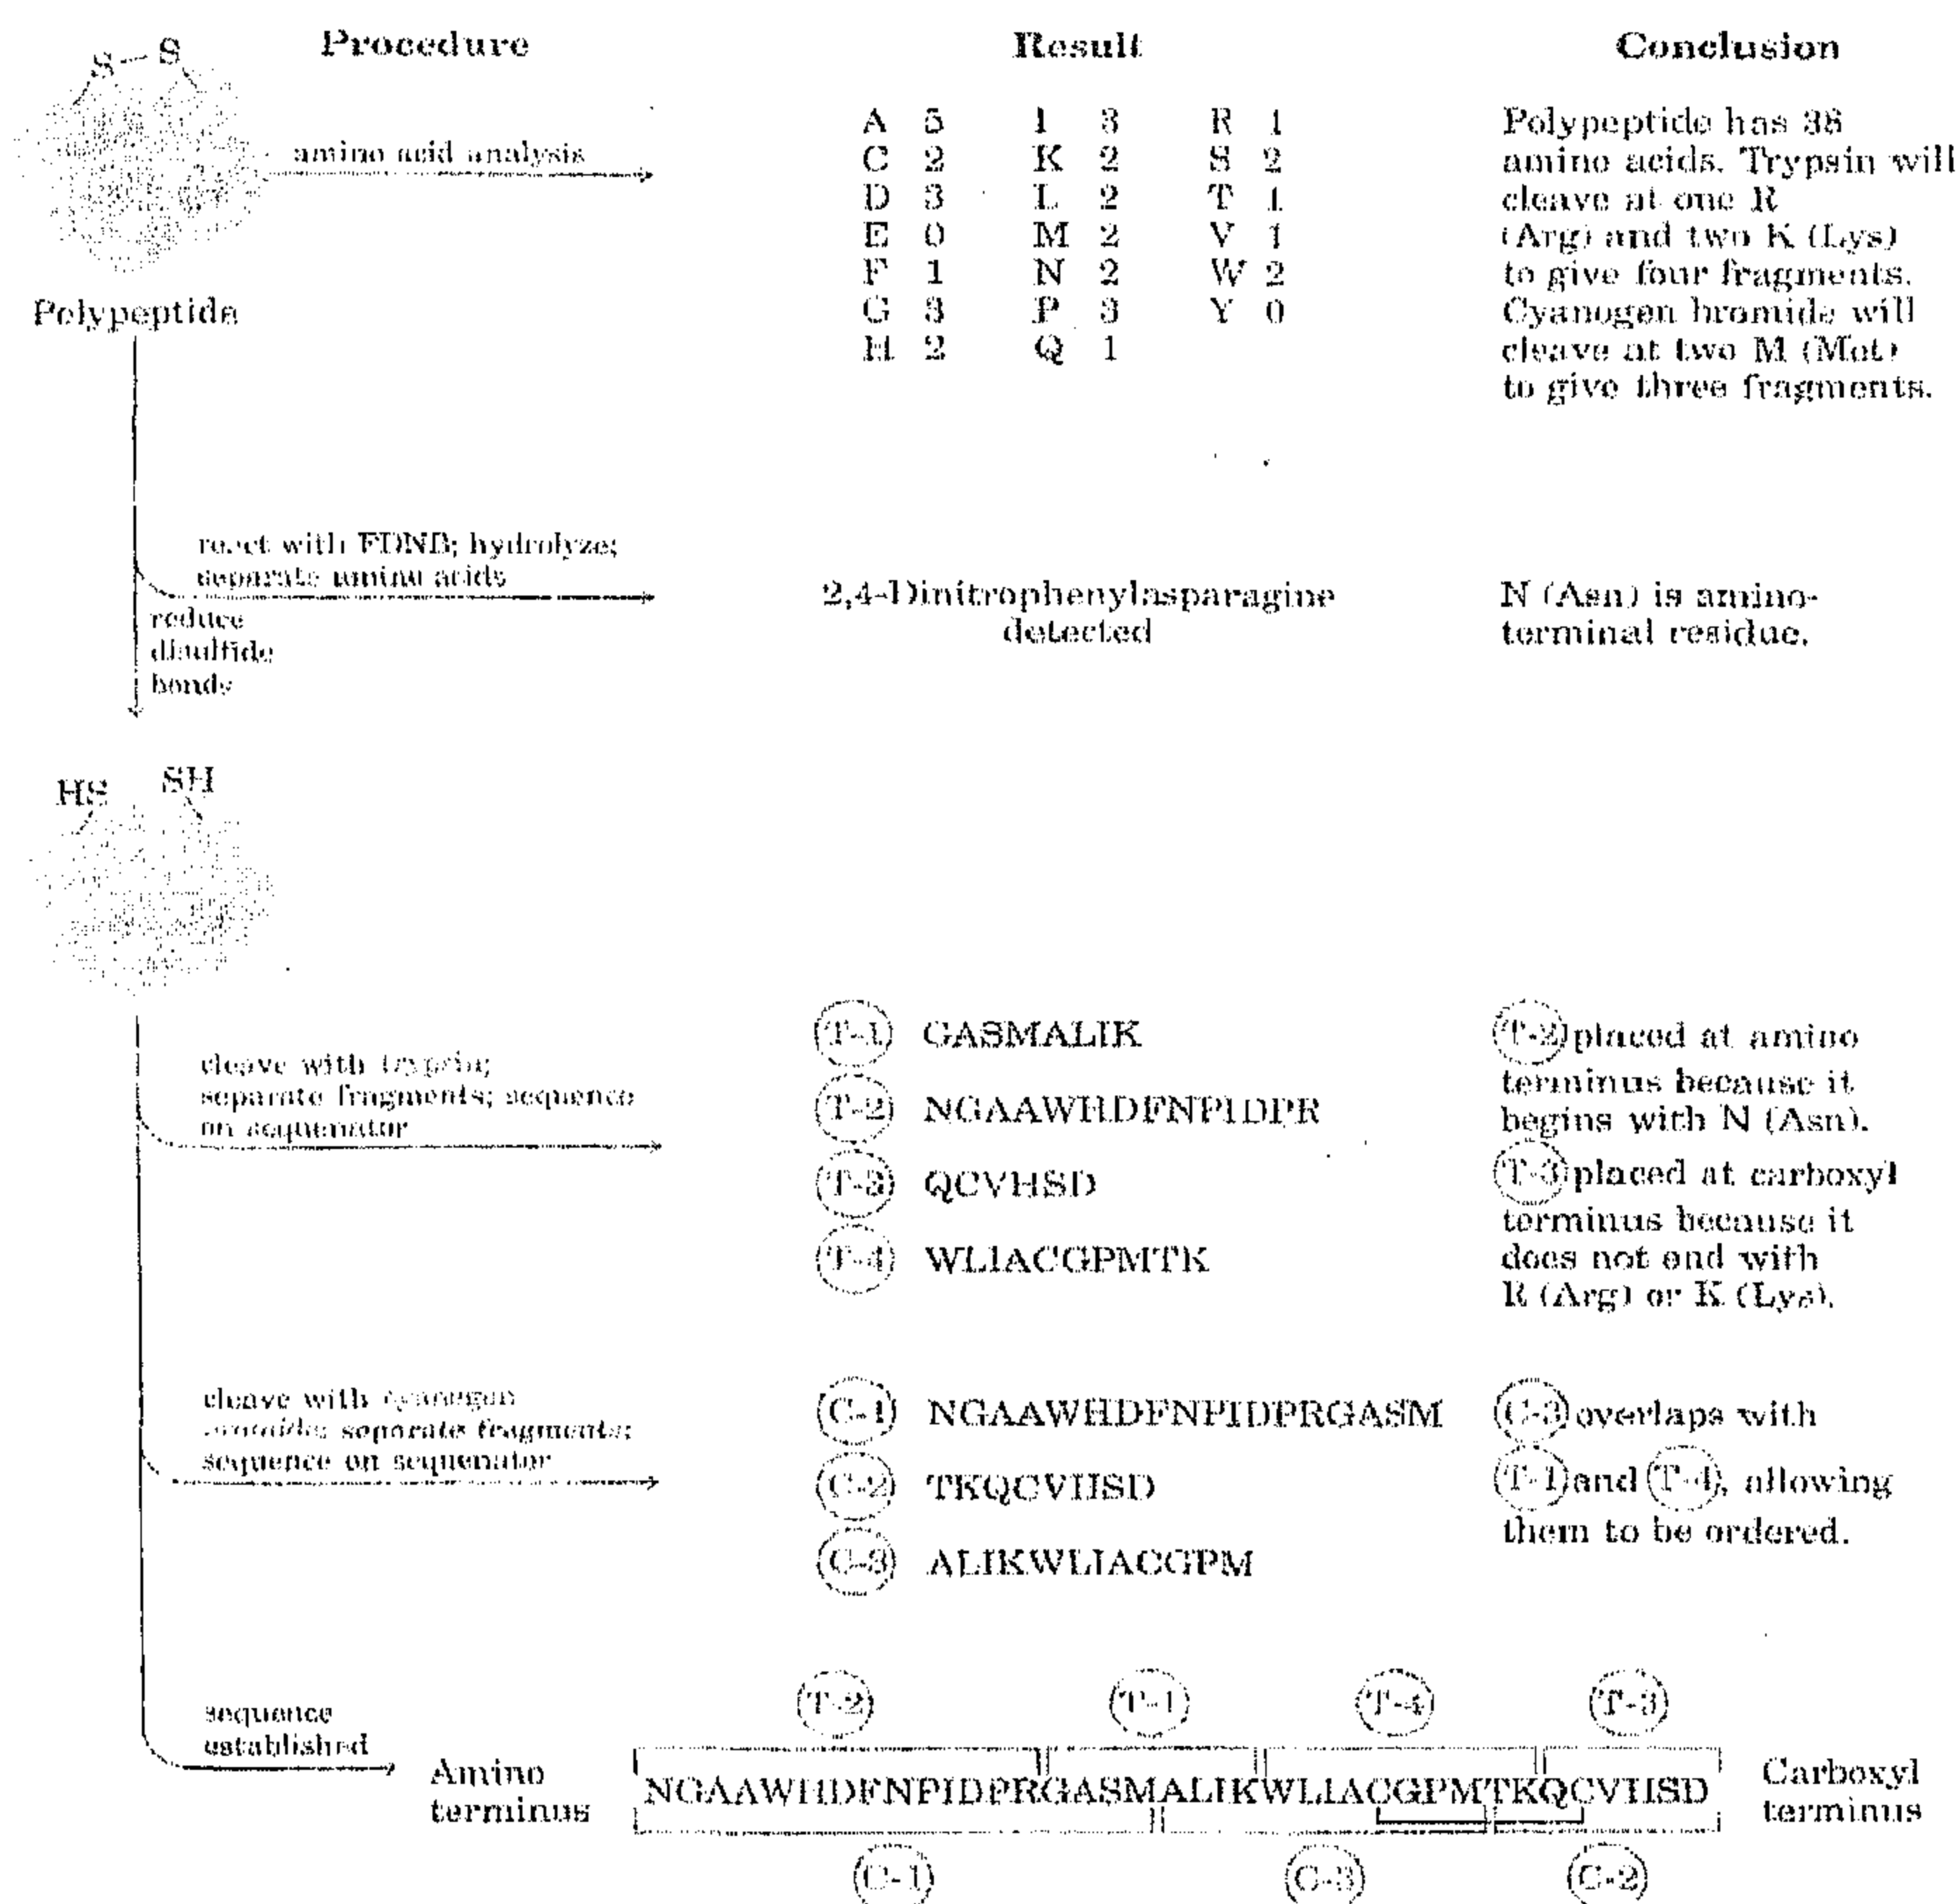 S–S
Procedure
Result
Conclusion
amino acid analysis
A 5 I 3 R 1
C 2 K 2 S 2
D 3 L 2 T 1
E 0 M 2 V 1
F 1 N 2 W 2
G 3 P 3 Y 0
H 2 Q 1
Polypeptide has 38
amino acids. Trypsin will
cleave at one R
(Arg) and two K (Lys)
to give four fragments.
Cyanogen bromide will
cleave at two M (Met)
to give three fragments.
Polypeptide
react with FDNB; hydrolyze;
separate amino acids
2,4-Dinitrophenylasparagine
detected
N (Asn) is amino-
terminal residue.
reduce
disulfide
bonds
HS SH
cleave with trypsin;
separate fragments; sequence
on sequenator
T-1 GASMALIK
T-2 NGAAWHDFNPIDPR
T-3 QCVHSD
T-4 WLIACGPMTK
T-2 placed at amino
terminus because it
begins with N (Asn).
T-3 placed at carboxyl
terminus because it
does not end with
R (Arg) or K (Lys).
cleave with cyanogen
bromide; separate fragments;
sequence on sequenator
C-1 NGAAWHDFNPIDPRGASM
C-2 TKQCVHSD
C-3 ALIKWLIACGPM
C-3 overlaps with
T-1 and T-4, allowing
them to be ordered.
sequence
established
T-2 T-1 T-4 T-3
Amino
terminus
NGAAWHDFNPIDPRGASMALIKWLIACGPMTKQCVHSD
Carboxyl
terminus
C-1 C-3 C-2